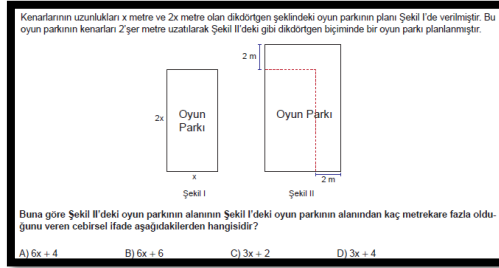 Kenarlarının uzunlukları x metre ve 2x metre olan dikdörtgen şeklindeki oyun parkının planı Şekil I'de verilmiştir. Bu
oyun parkının kenarları 2'şer metre uzatılarak Şekil II'deki gibi dikdörtgen biçiminde bir oyun parkı planlanmıştır.
2 m
2x
Oyun
Parkı
Oyun Parkı
x
2 m
Şekil I
Şekil II
Buna göre Şekil II'deki oyun parkının alanının Şekil I'deki oyun parkının alanından kaç metrekare fazla oldu-
ğunu veren cebirsel ifade aşağıdakilerden hangisidir?
A) 6x + 4
B) 6x + 6
C) 3x + 2
D) 3x + 4